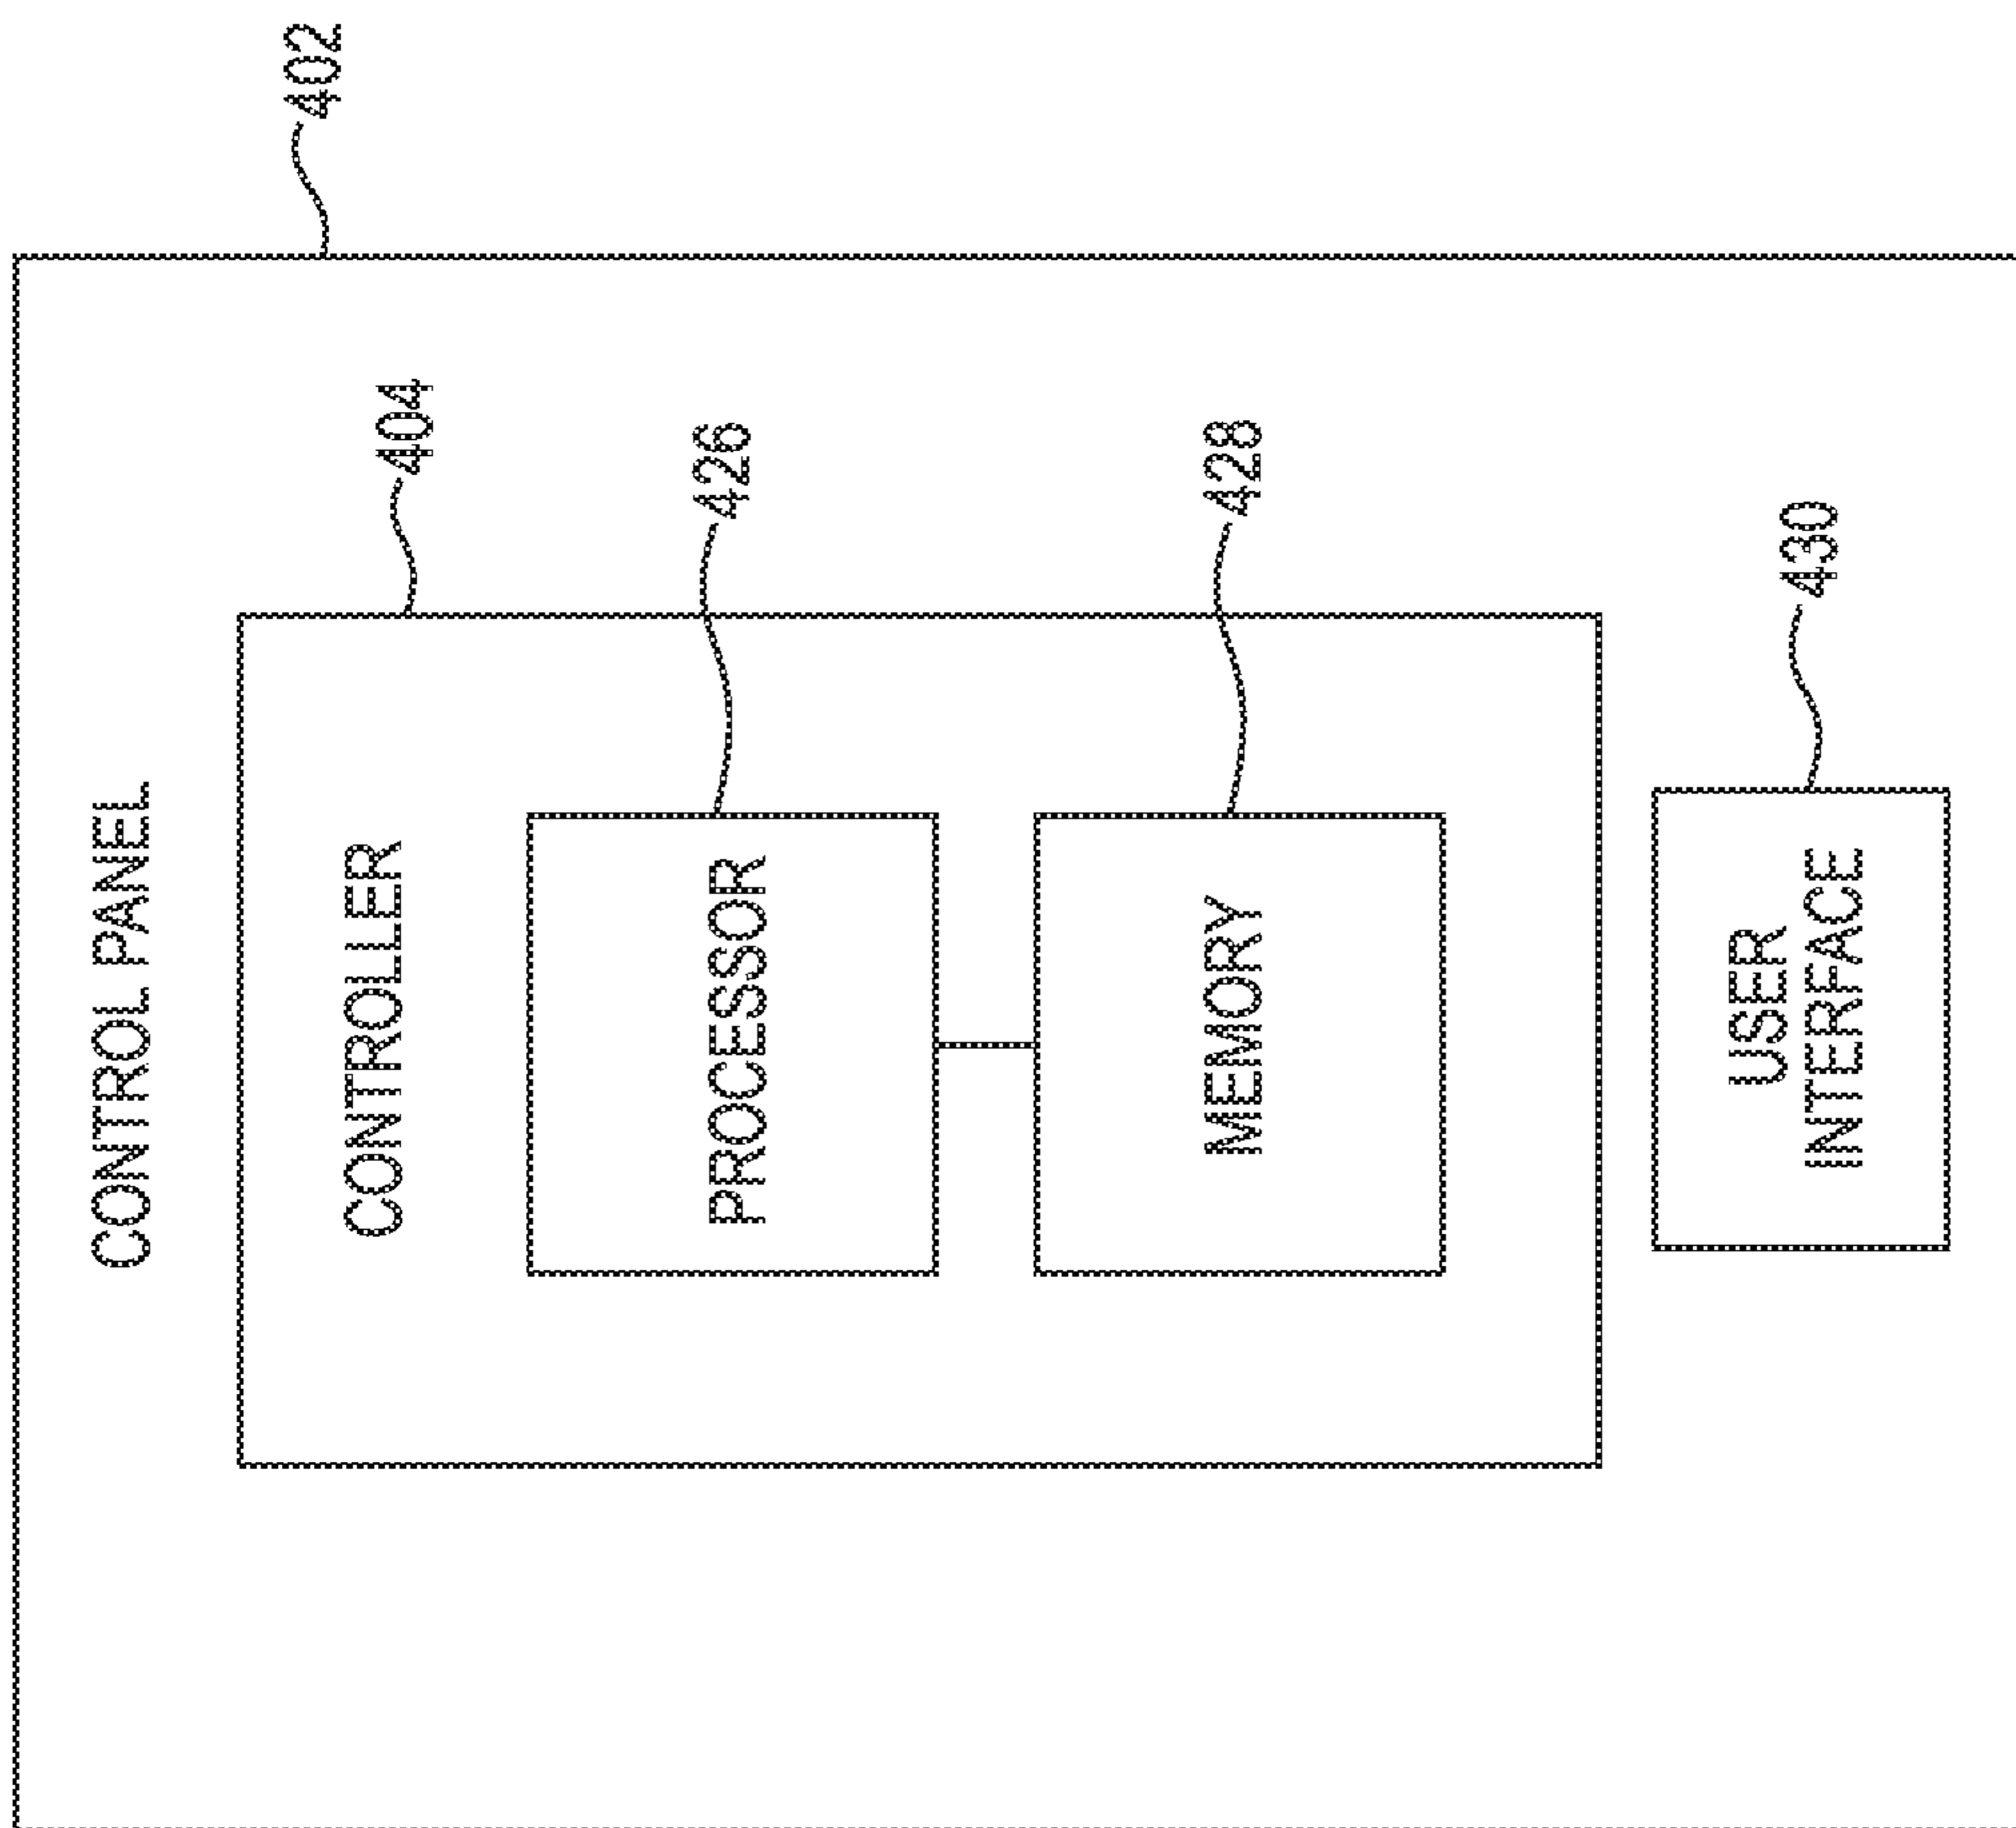 CONTROL PANEL
402
CONTROLLER
404
PROCESSOR
426
MEMORY
428
USER
INTERFACE
430